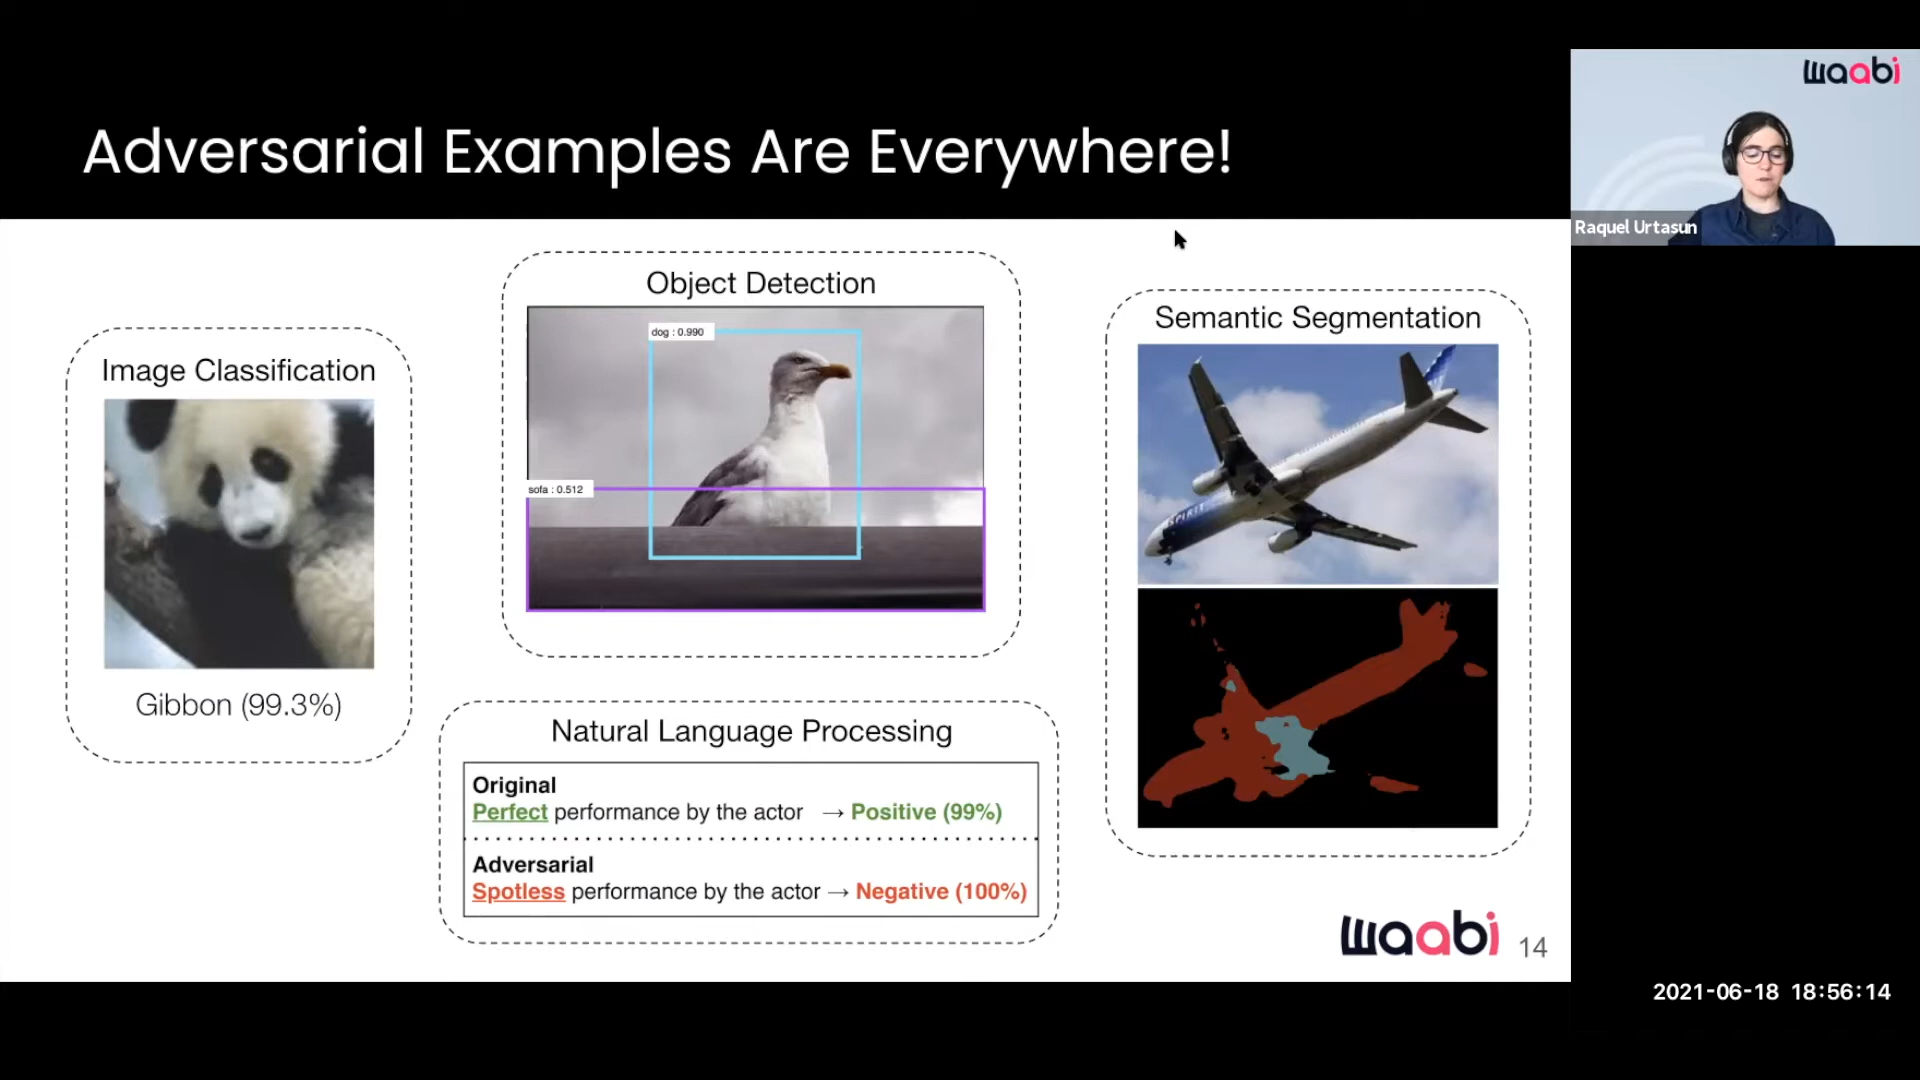 waabi
Raquel Urtasun
Adversarial Examples Are Everywhere!
Image Classification
Gibbon (99.3%)
Object Detection
dog : 0.990
sofa : 0.512
Natural Language Processing
Original
Perfect performance by the actor → Positive (99%)
Adversarial
Spotless performance by the actor → Negative (100%)
Semantic Segmentation
SPIRIT
waabi
14
2021-06-18 18:56:14